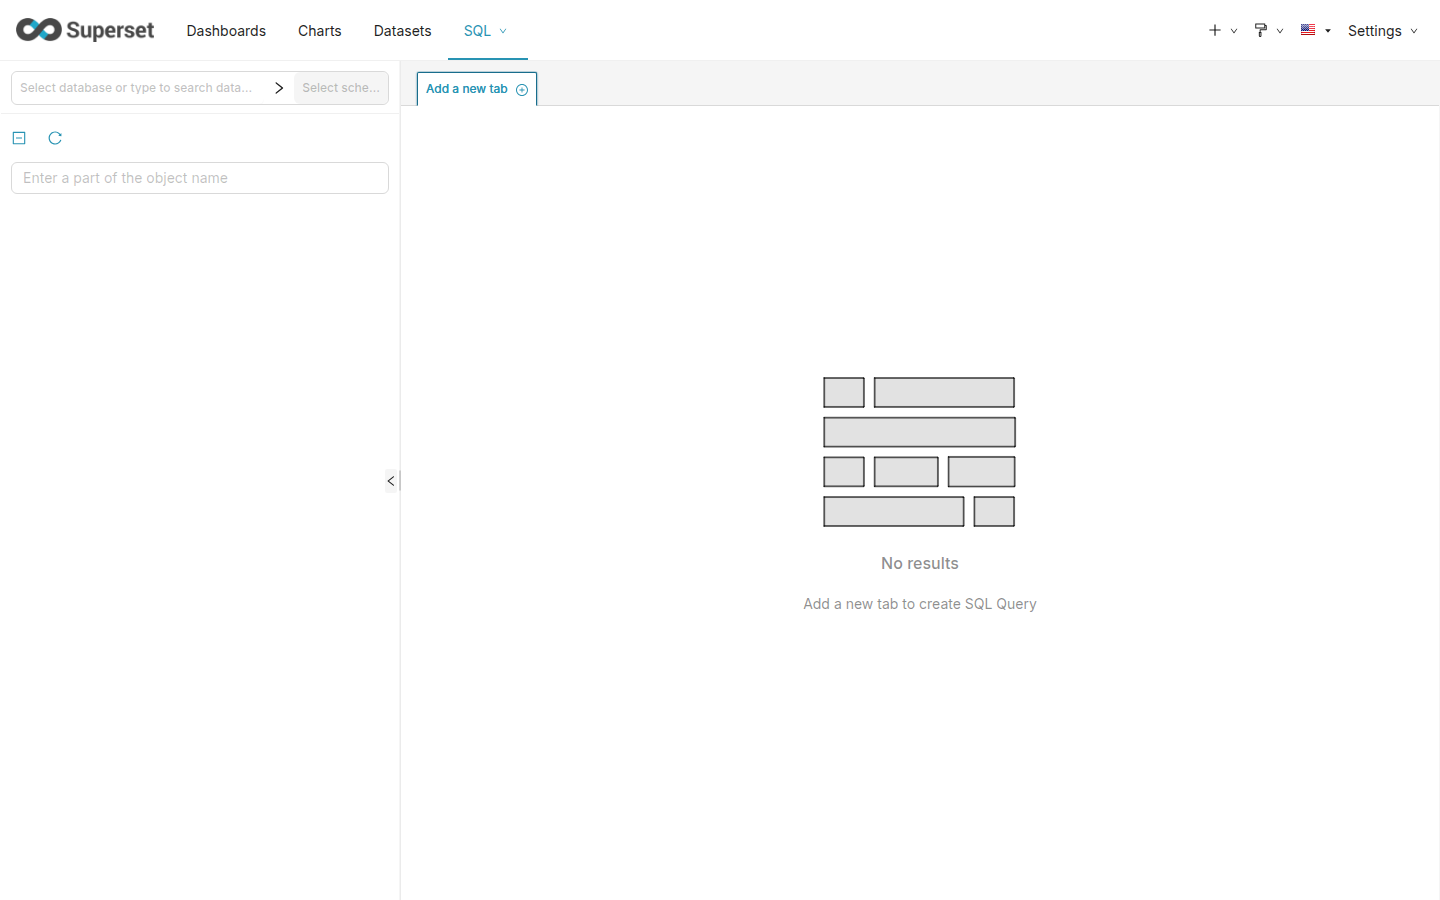 Superset Dashboards Charts Datasets SQL Settings
Select database or type to search data... Select sche...
Add a new tab
Enter a part of the object name
No results
Add a new tab to create SQL Query